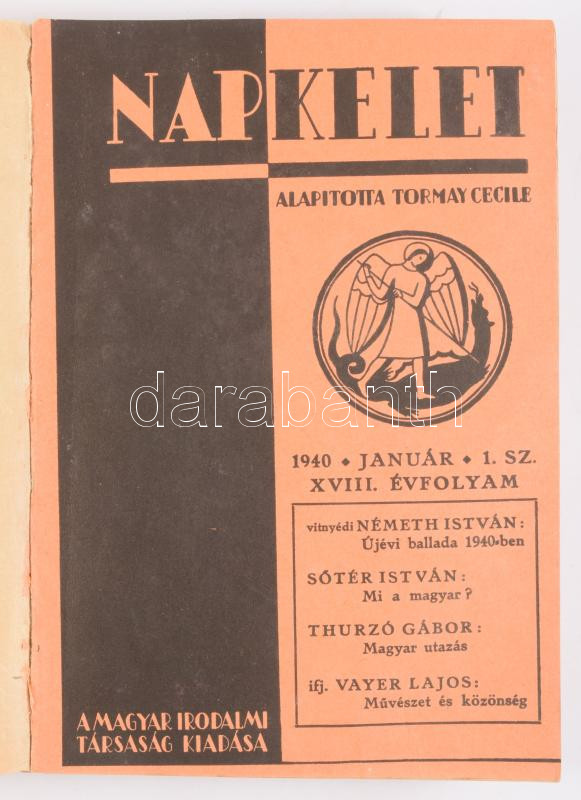 NAPKELET
ALAPITOTTA TORMAY CECILE
darabanth
1940 ◆ JANUÁR ◆ 1. SZ.
XVIII. ÉVFOLYAM
vitnyédi NÉMETH ISTVÁN:
Újévi ballada 1940-ben
SŐTÉR ISTVÁN:
Mi a magyar?
THURZÓ GÁBOR:
Magyar utazás
ifj. VAYER LAJOS:
Művészet és közönség
A MAGYAR IRODALMI
TÁRSASÁG KIADÁSA